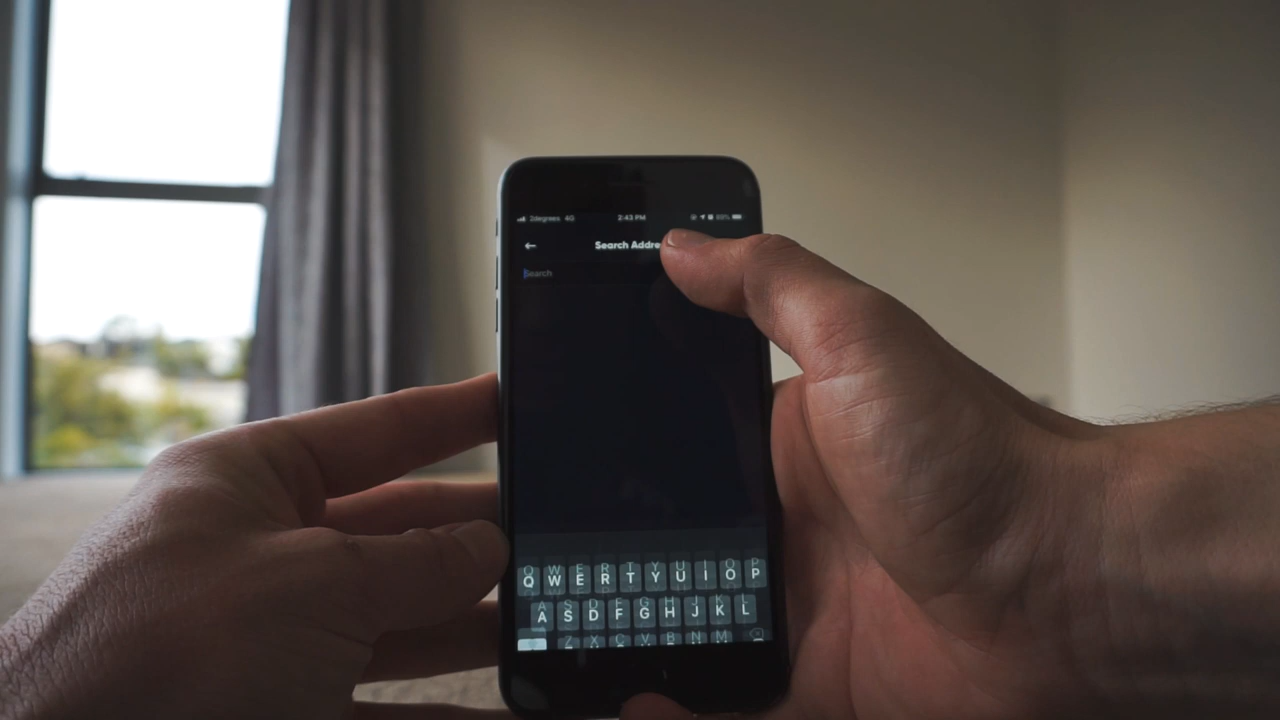 2degrees 4G 2:43 PM
Search Addre
Search
Q W E R T Y U I O P
A S D F G H J K L
Z X C V B N M